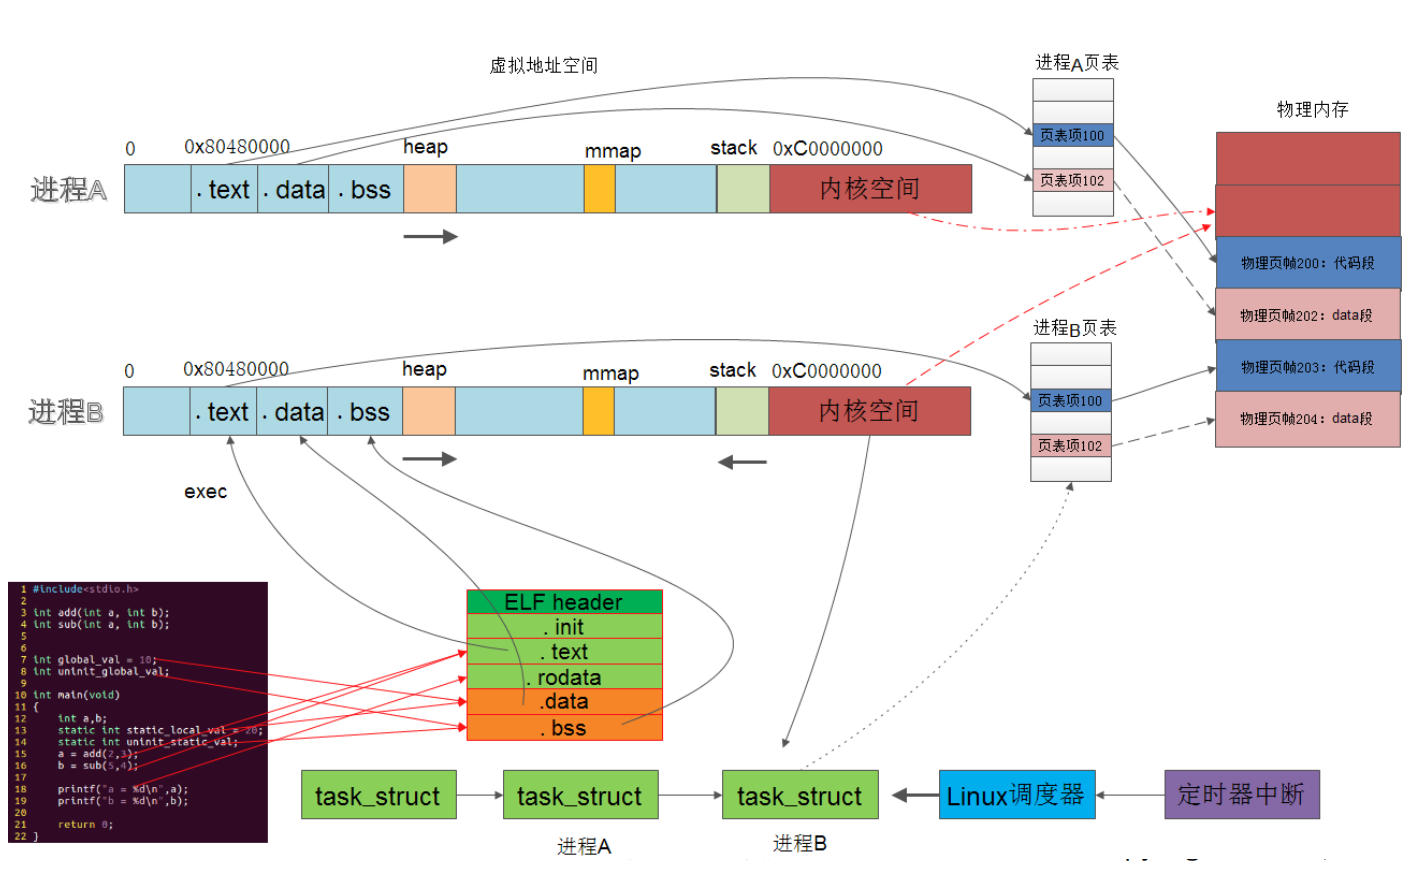 虚拟地址空间
进程A页表
物理内存
0 0x80480000 heap mmap stack 0xC0000000
进程A . text . data . bss 内核空间
页表项100
页表项102
物理页帧200：代码段
物理页帧202：data段
物理页帧203：代码段
物理页帧204：data段
进程B页表
0 0x80480000 heap mmap stack 0xC0000000
进程B . text . data . bss 内核空间
页表项100
页表项102
exec
1 #include<stdio.h>
2
3 int add(int a, int b);
4 int sub(int a, int b);
5
6
7 int global_val = 10;
8 int uninit_global_val;
9
10 int main(void)
11 {
12 int a,b;
13 static int static_local_val = 20;
14 static int uninit_static_val;
15 a = add(2,3);
16 b = sub(5,4);
17
18 printf("a = %d\n",a);
19 printf("b = %d\n",b);
20
21 return 0;
22 }
ELF header
. init
. text
. rodata
.data
. bss
task_struct task_struct task_struct Linux调度器 定时器中断
进程A 进程B